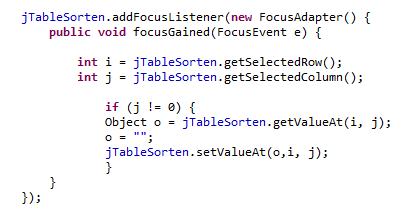 jTableSorten.addFocusListener(new FocusAdapter() {
public void focusGained(FocusEvent e) {
int i = jTableSorten.getSelectedRow();
int j = jTableSorten.getSelectedColumn();
if (j != 0) {
Object o = jTableSorten.getValueAt(i, j);
o = "";
jTableSorten.setValueAt(o,i, j);
}
}
});